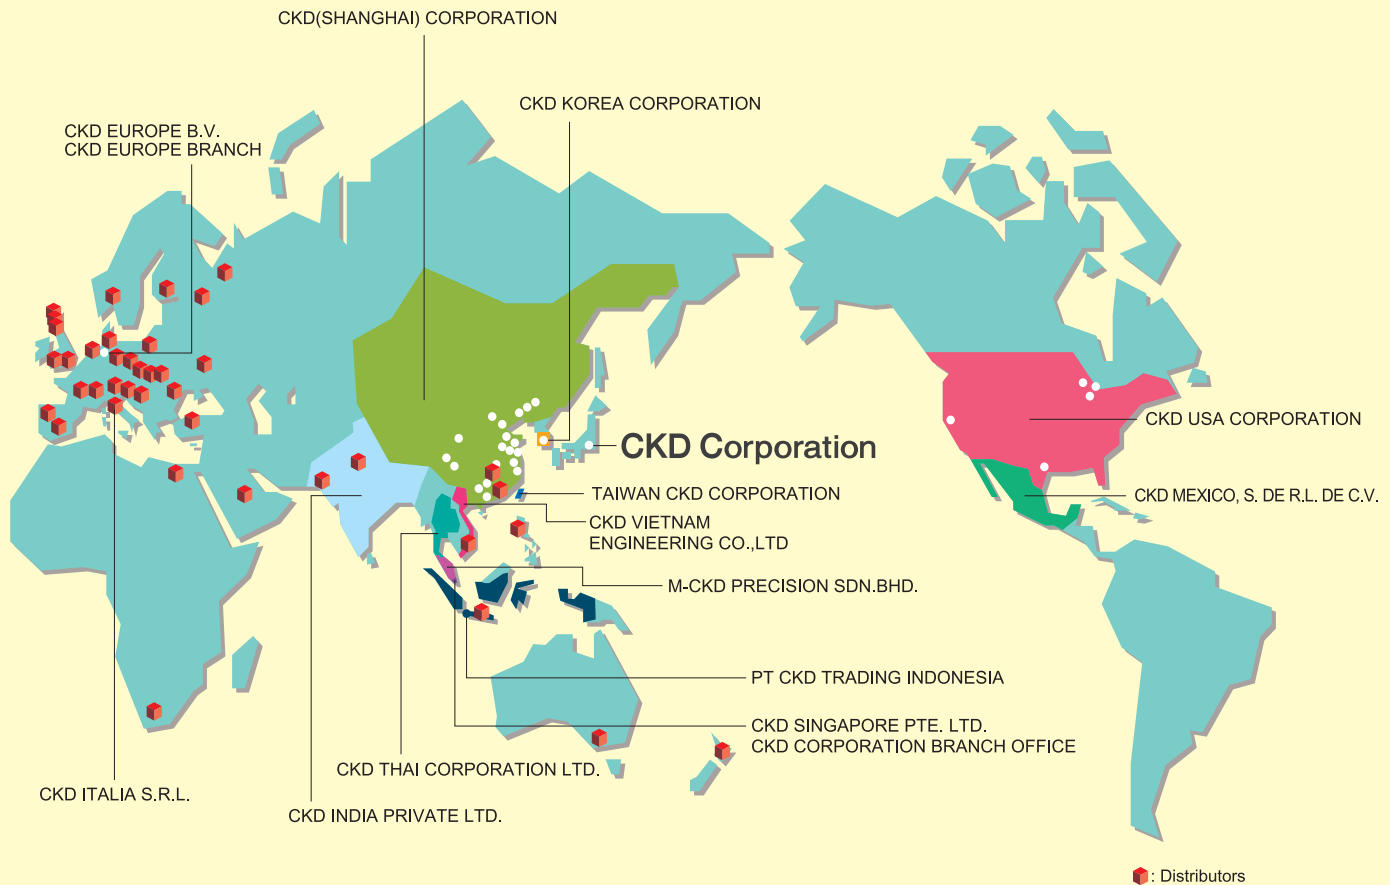 CKD(SHANGHAI) CORPORATION
CKD KOREA CORPORATION
CKD EUROPE B.V.
CKD EUROPE BRANCH
CKD USA CORPORATION
CKD Corporation
TAIWAN CKD CORPORATION
CKD MEXICO, S. DE R.L. DE C.V.
CKD VIETNAM
ENGINEERING CO.,LTD
M-CKD PRECISION SDN.BHD.
PT CKD TRADING INDONESIA
CKD SINGAPORE PTE. LTD.
CKD CORPORATION BRANCH OFFICE
CKD THAI CORPORATION LTD.
CKD ITALIA S.R.L.
CKD INDIA PRIVATE LTD.
: Distributors